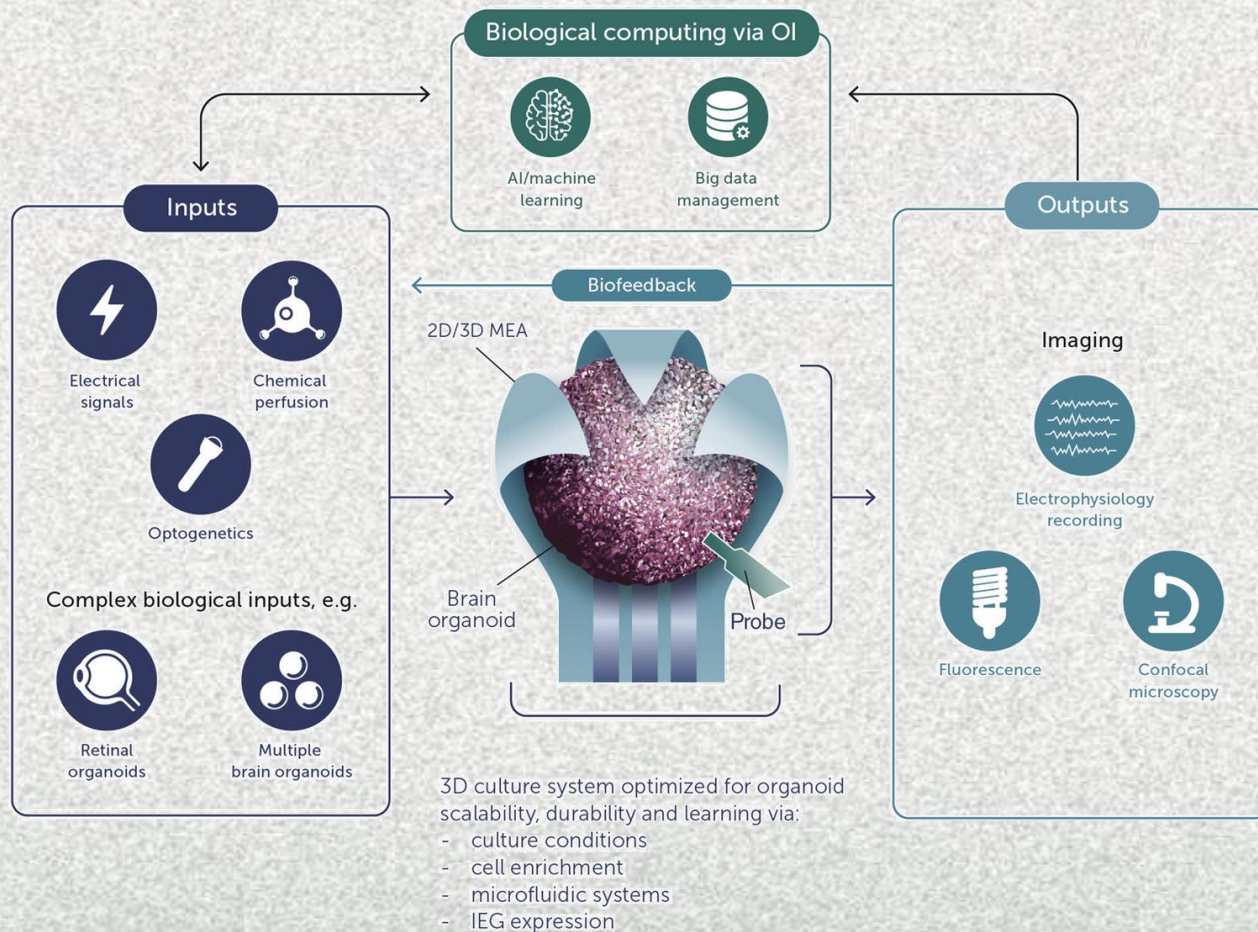 Biological computing via OI
AI/machine
learning
Big data
management
Inputs
Electrical
signals
Chemical
perfusion
Optogenetics
Complex biological inputs, e.g.
Retinal
organoids
Multiple
brain organoids
Biofeedback
2D/3D MEA
Brain
organoid
Probe
3D culture system optimized for organoid
scalability, durability and learning via:
- culture conditions
- cell enrichment
- microfluidic systems
- IEG expression
Outputs
Imaging
Electrophysiology
recording
Fluorescence
Confocal
microscopy